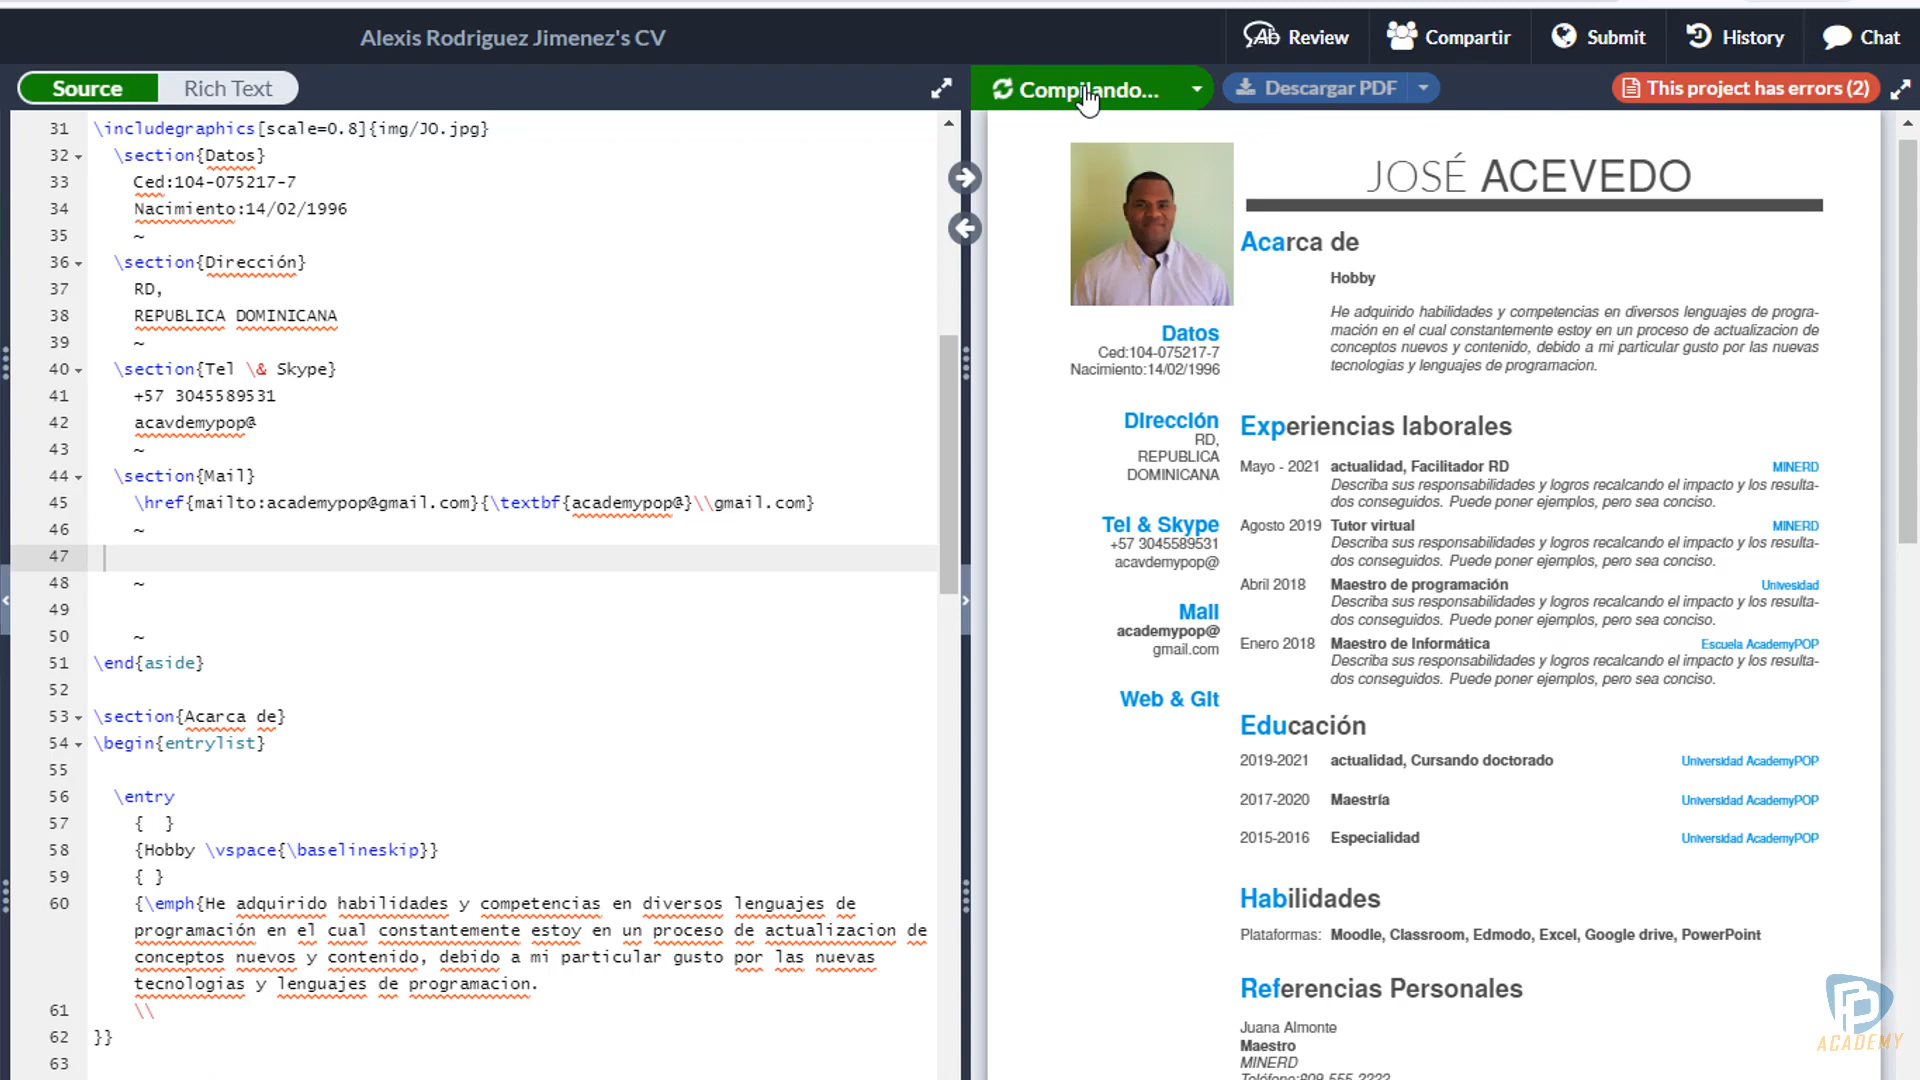 Alexis Rodriguez Jimenez's CV
Review
Compartir
Submit
History
Chat
Source
Rich Text
Compilando...
Descargar PDF
This project has errors (2)
31 \includegraphics[scale=0.8]{img/JO.jpg}
32 \section{Datos}
33 Ced:104-075217-7
34 Nacimiento:14/02/1996
35 ~
36 \section{Dirección}
37 RD,
38 REPUBLICA DOMINICANA
39 ~
40 \section{Tel \& Skype}
41 +57 3045589531
42 acavdemypop@
43 ~
44 \section{Mail}
45 \href{mailto:academypop@gmail.com}{\textbf{academypop@}\\gmail.com}
46 ~
47
48 ~
49
50 ~
51 \end{aside}
52
53 \section{Acarca de}
54 \begin{entrylist}
55
56 \entry
57 {  }
58 {Hobby \vspace{\baselineskip}}
59 { }
60 {\emph{He adquirido habilidades y competencias en diversos lenguajes de
programación en el cual constantemente estoy en un proceso de actualizacion de
conceptos nuevos y contenido, debido a mi particular gusto por las nuevas
tecnologias y lenguajes de programacion.
61 \\
62 }}
63
JOSÉ ACEVEDO
Datos
Ced:104-075217-7
Nacimiento:14/02/1996
Dirección
RD,
REPUBLICA
DOMINICANA
Tel & Skype
+57 3045589531
acavdemypop@
Mail
academypop@
gmail.com
Web & Git
Acarca de
Hobby
He adquirido habilidades y competencias en diversos lenguajes de progra-
mación en el cual constantemente estoy en un proceso de actualizacion de
conceptos nuevos y contenido, debido a mi particular gusto por las nuevas
tecnologias y lenguajes de programacion.
Experiencias laborales
Mayo - 2021 actualidad, Facilitador RD MINERD
Describa sus responsabilidades y logros recalcando el impacto y los resulta-
dos conseguidos. Puede poner ejemplos, pero sea conciso.
Agosto 2019 Tutor virtual MINERD
Describa sus responsabilidades y logros recalcando el impacto y los resulta-
dos conseguidos. Puede poner ejemplos, pero sea conciso.
Abril 2018 Maestro de programación Univesidad
Describa sus responsabilidades y logros recalcando el impacto y los resulta-
dos conseguidos. Puede poner ejemplos, pero sea conciso.
Enero 2018 Maestro de Informática Escuela AcademyPOP
Describa sus responsabilidades y logros recalcando el impacto y los resulta-
dos conseguidos. Puede poner ejemplos, pero sea conciso.
Educación
2019-2021 actualidad, Cursando doctorado Universidad AcademyPOP
2017-2020 Maestría Universidad AcademyPOP
2015-2016 Especialidad Universidad AcademyPOP
Habilidades
Plataformas: Moodle, Classroom, Edmodo, Excel, Google drive, PowerPoint
Referencias Personales
Juana Almonte
Maestro
MINERD
Teléfono:809-555-2222
ACADEMY